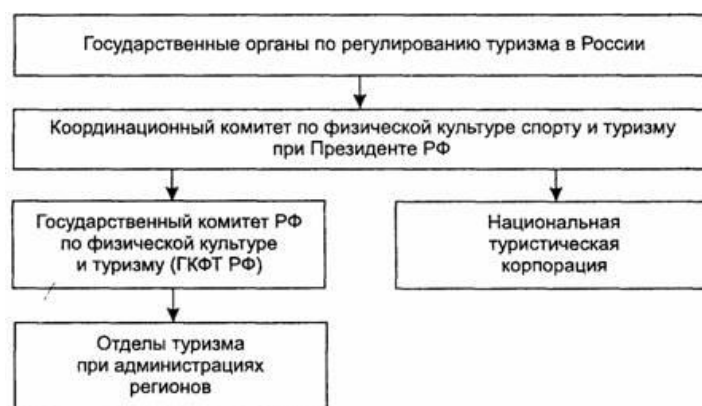 Государственные органы по регулированию туризма в России
Координационный комитет по физической культуре спорту и туризму
при Президенте РФ
Государственный комитет РФ
по физической культуре
и туризму (ГКФТ РФ)
Национальная
туристическая
корпорация
Отделы туризма
при администрациях
регионов